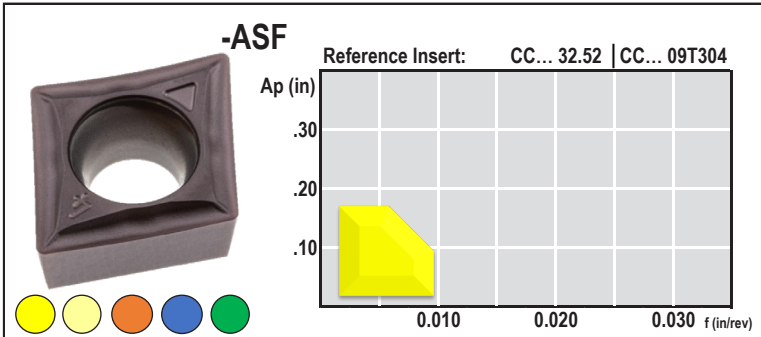 -ASF
Reference Insert: CC... 32.52 | CC... 09T304
Ap (in)
.30
.20
.10
0.010 0.020 0.030 f (in/rev)